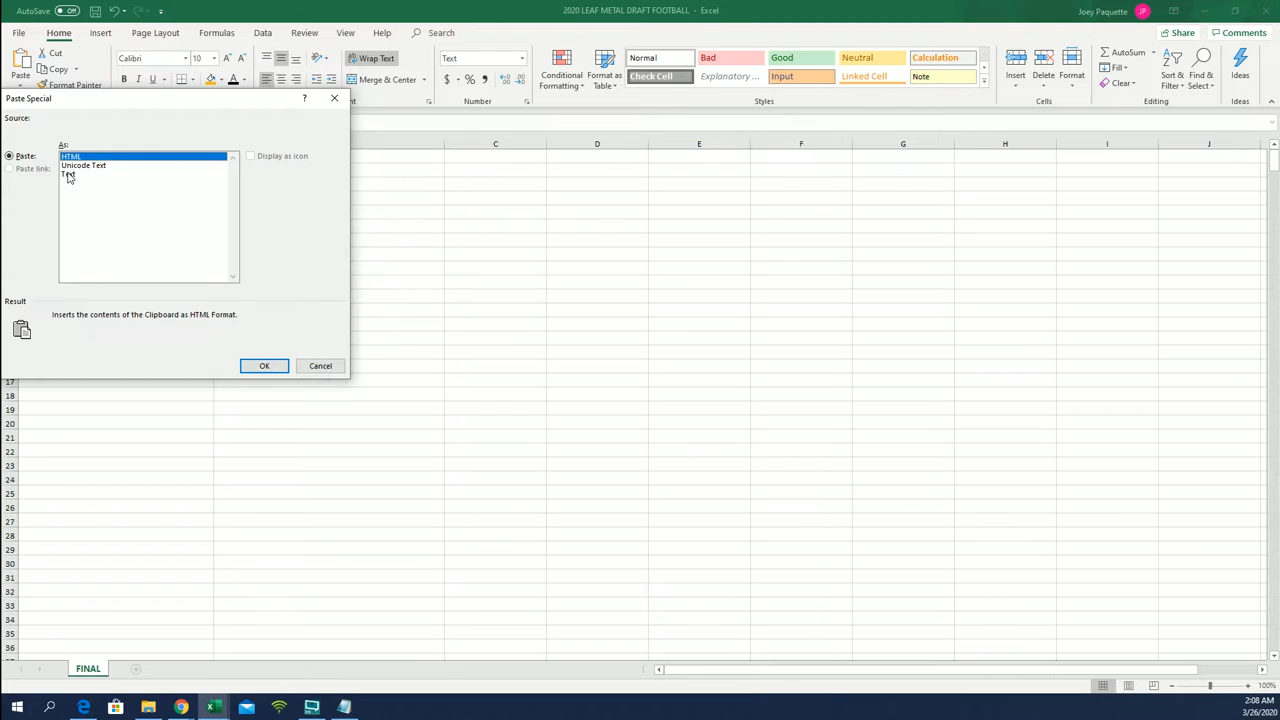 AutoSave Off 2020 LEAF METAL DRAFT FOOTBALL - Excel Joey Paquette JP
File Home Insert Page Layout Formulas Data Review View Help Search Share Comments
Paste Cut Copy Format Painter
Calibri 10
B I U A
Wrap Text
Merge & Center
Text
$ % ,
Conditional Formatting Format as Table
Normal Bad Good Neutral Calculation
Check Cell Explanatory ... Input Linked Cell Note
Insert Delete Format
AutoSum
Fill
Clear
Sort & Filter Find & Select
Ideas
Number Styles Cells Editing Ideas
Paste Special ?
Source:
As:
Paste:
Paste link:
HTML
Unicode Text
Text
Display as icon
Result
Inserts the contents of the Clipboard as HTML Format.
OK Cancel
C D E F G H I J
17
18
19
20
21
22
23
24
25
26
27
28
29
30
31
32
33
34
35
36
FINAL
100%
2:08 AM
3/26/2020